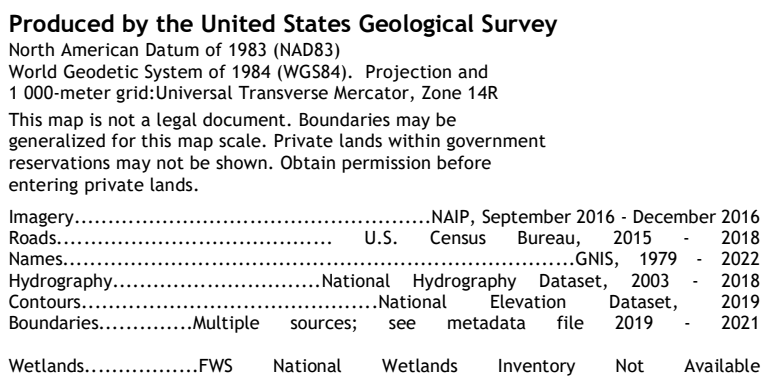 Produced by the United States Geological Survey
North American Datum of 1983 (NAD83)
World Geodetic System of 1984 (WGS84).  Projection and
1 000-meter grid:Universal Transverse Mercator, Zone 14R
This map is not a legal document. Boundaries may be
generalized for this map scale. Private lands within government
reservations may not be shown. Obtain permission before
entering private lands.
Imagery............................................NAIP, September 2016 - December 2016
Roads.................................. U.S. Census Bureau, 2015 - 2018
Names...............................................................GNIS, 1979 - 2022
Hydrography..........................National Hydrography Dataset, 2003 - 2018
Contours.....................................National Elevation Dataset, 2019
Boundaries..............Multiple sources; see metadata file 2019 - 2021
Wetlands.................FWS National Wetlands Inventory Not Available